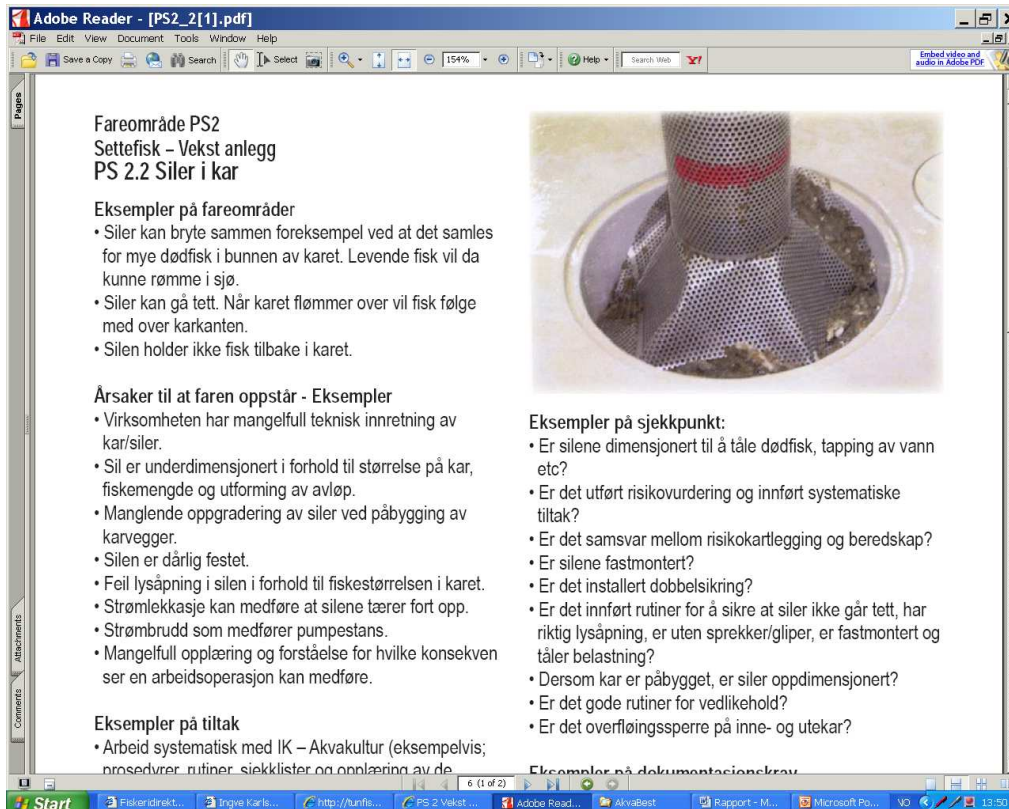 Adobe Reader - [PS2_2[1].pdf]
File Edit View Document Tools Window Help
Save a Copy Search Select 154% Help Search Web Y!
Embed video and
audio in Adobe PDF
Pages
Attachments
Comments
Fareområde PS2
Settefisk – Vekst anlegg
PS 2.2 Siler i kar
Eksempler på fareområder
• Siler kan bryte sammen foreksempel ved at det samles
for mye dødfisk i bunnen av karet. Levende fisk vil da
kunne rømme i sjø.
• Siler kan gå tett. Når karet flømmer over vil fisk følge
med over karkanten.
• Silen holder ikke fisk tilbake i karet.
Årsaker til at faren oppstår - Eksempler
• Virksomheten har mangelfull teknisk innretning av
kar/siler.
• Sil er underdimensjonert i forhold til størrelse på kar,
fiskemengde og utforming av avløp.
• Manglende oppgradering av siler ved påbygging av
karvegger.
• Silen er dårlig festet.
• Feil lysåpning i silen i forhold til fiskestørrelsen i karet.
• Strømlekkasje kan medføre at silene tærer fort opp.
• Strømbrudd som medfører pumpestans.
• Mangelfull opplæring og forståelse for hvilke konsekven
ser en arbeidsoperasjon kan medføre.
Eksempler på tiltak
• Arbeid systematisk med IK – Akvakultur (eksempelvis;
prosedyrer, rutiner, sjekklister og opplæring av de
Eksempler på sjekkpunkt:
• Er silene dimensjonert til å tåle dødfisk, tapping av vann
etc?
• Er det utført risikovurdering og innført systematiske
tiltak?
• Er det samsvar mellom risikokartlegging og beredskap?
• Er silene fastmontert?
• Er det installert dobbelsikring?
• Er det innført rutiner for å sikre at siler ikke går tett, har
riktig lysåpning, er uten sprekker/gliper, er fastmontert og
tåler belastning?
• Dersom kar er påbygget, er siler oppdimensjonert?
• Er det gode rutiner for vedlikehold?
• Er det overfløingssperre på inne- og utekar?
Eksempler på dokumentasjonskrav
6 (1 of 2)
Start Fiskeridirekt... Ingve Karls... http://tunfis... PS 2 Vekst ... Adobe Read... AkvaBest Rapport - M... Microsoft Po... NO 13:50